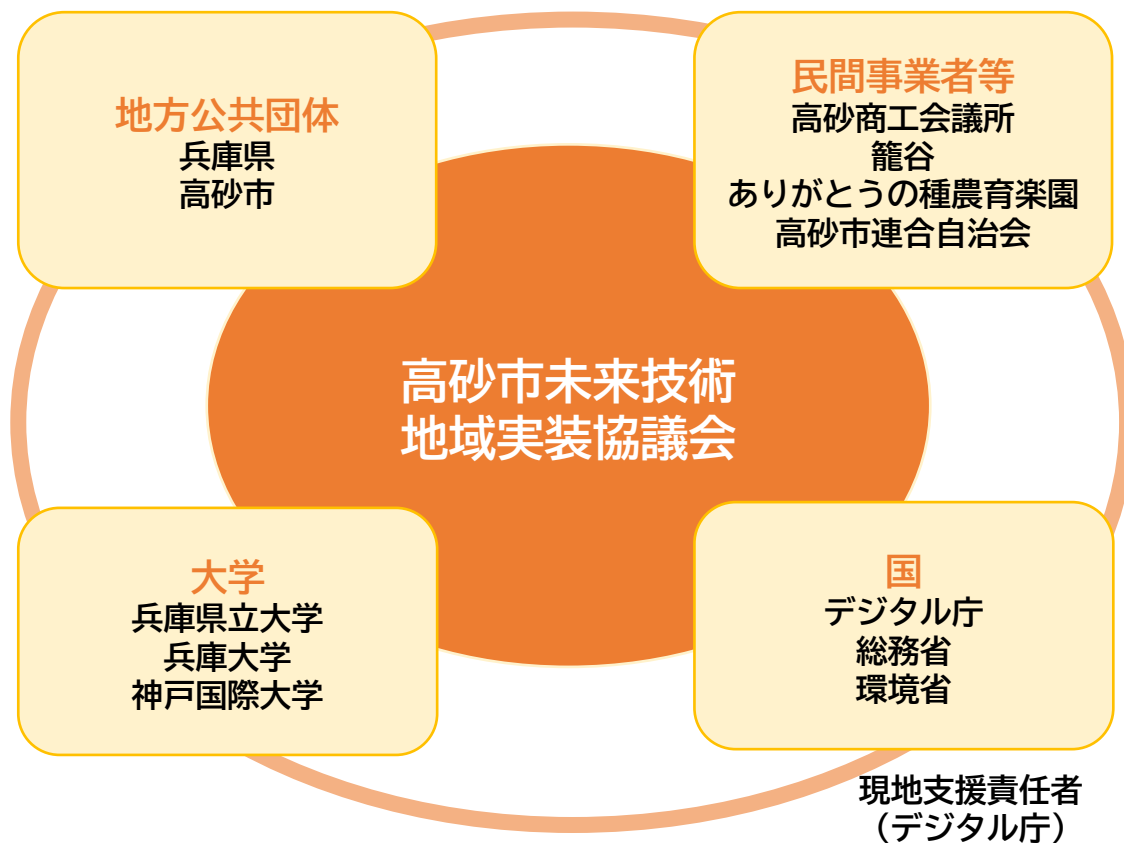 地方公共団体
兵庫県
高砂市
民間事業者等
高砂商工会議所
籠谷
ありがとうの種農育楽園
高砂市連合自治会
高砂市未来技術
地域実装協議会
大学
兵庫県立大学
兵庫大学
神戸国際大学
国
デジタル庁
総務省
環境省
現地支援責任者
（デジタル庁）